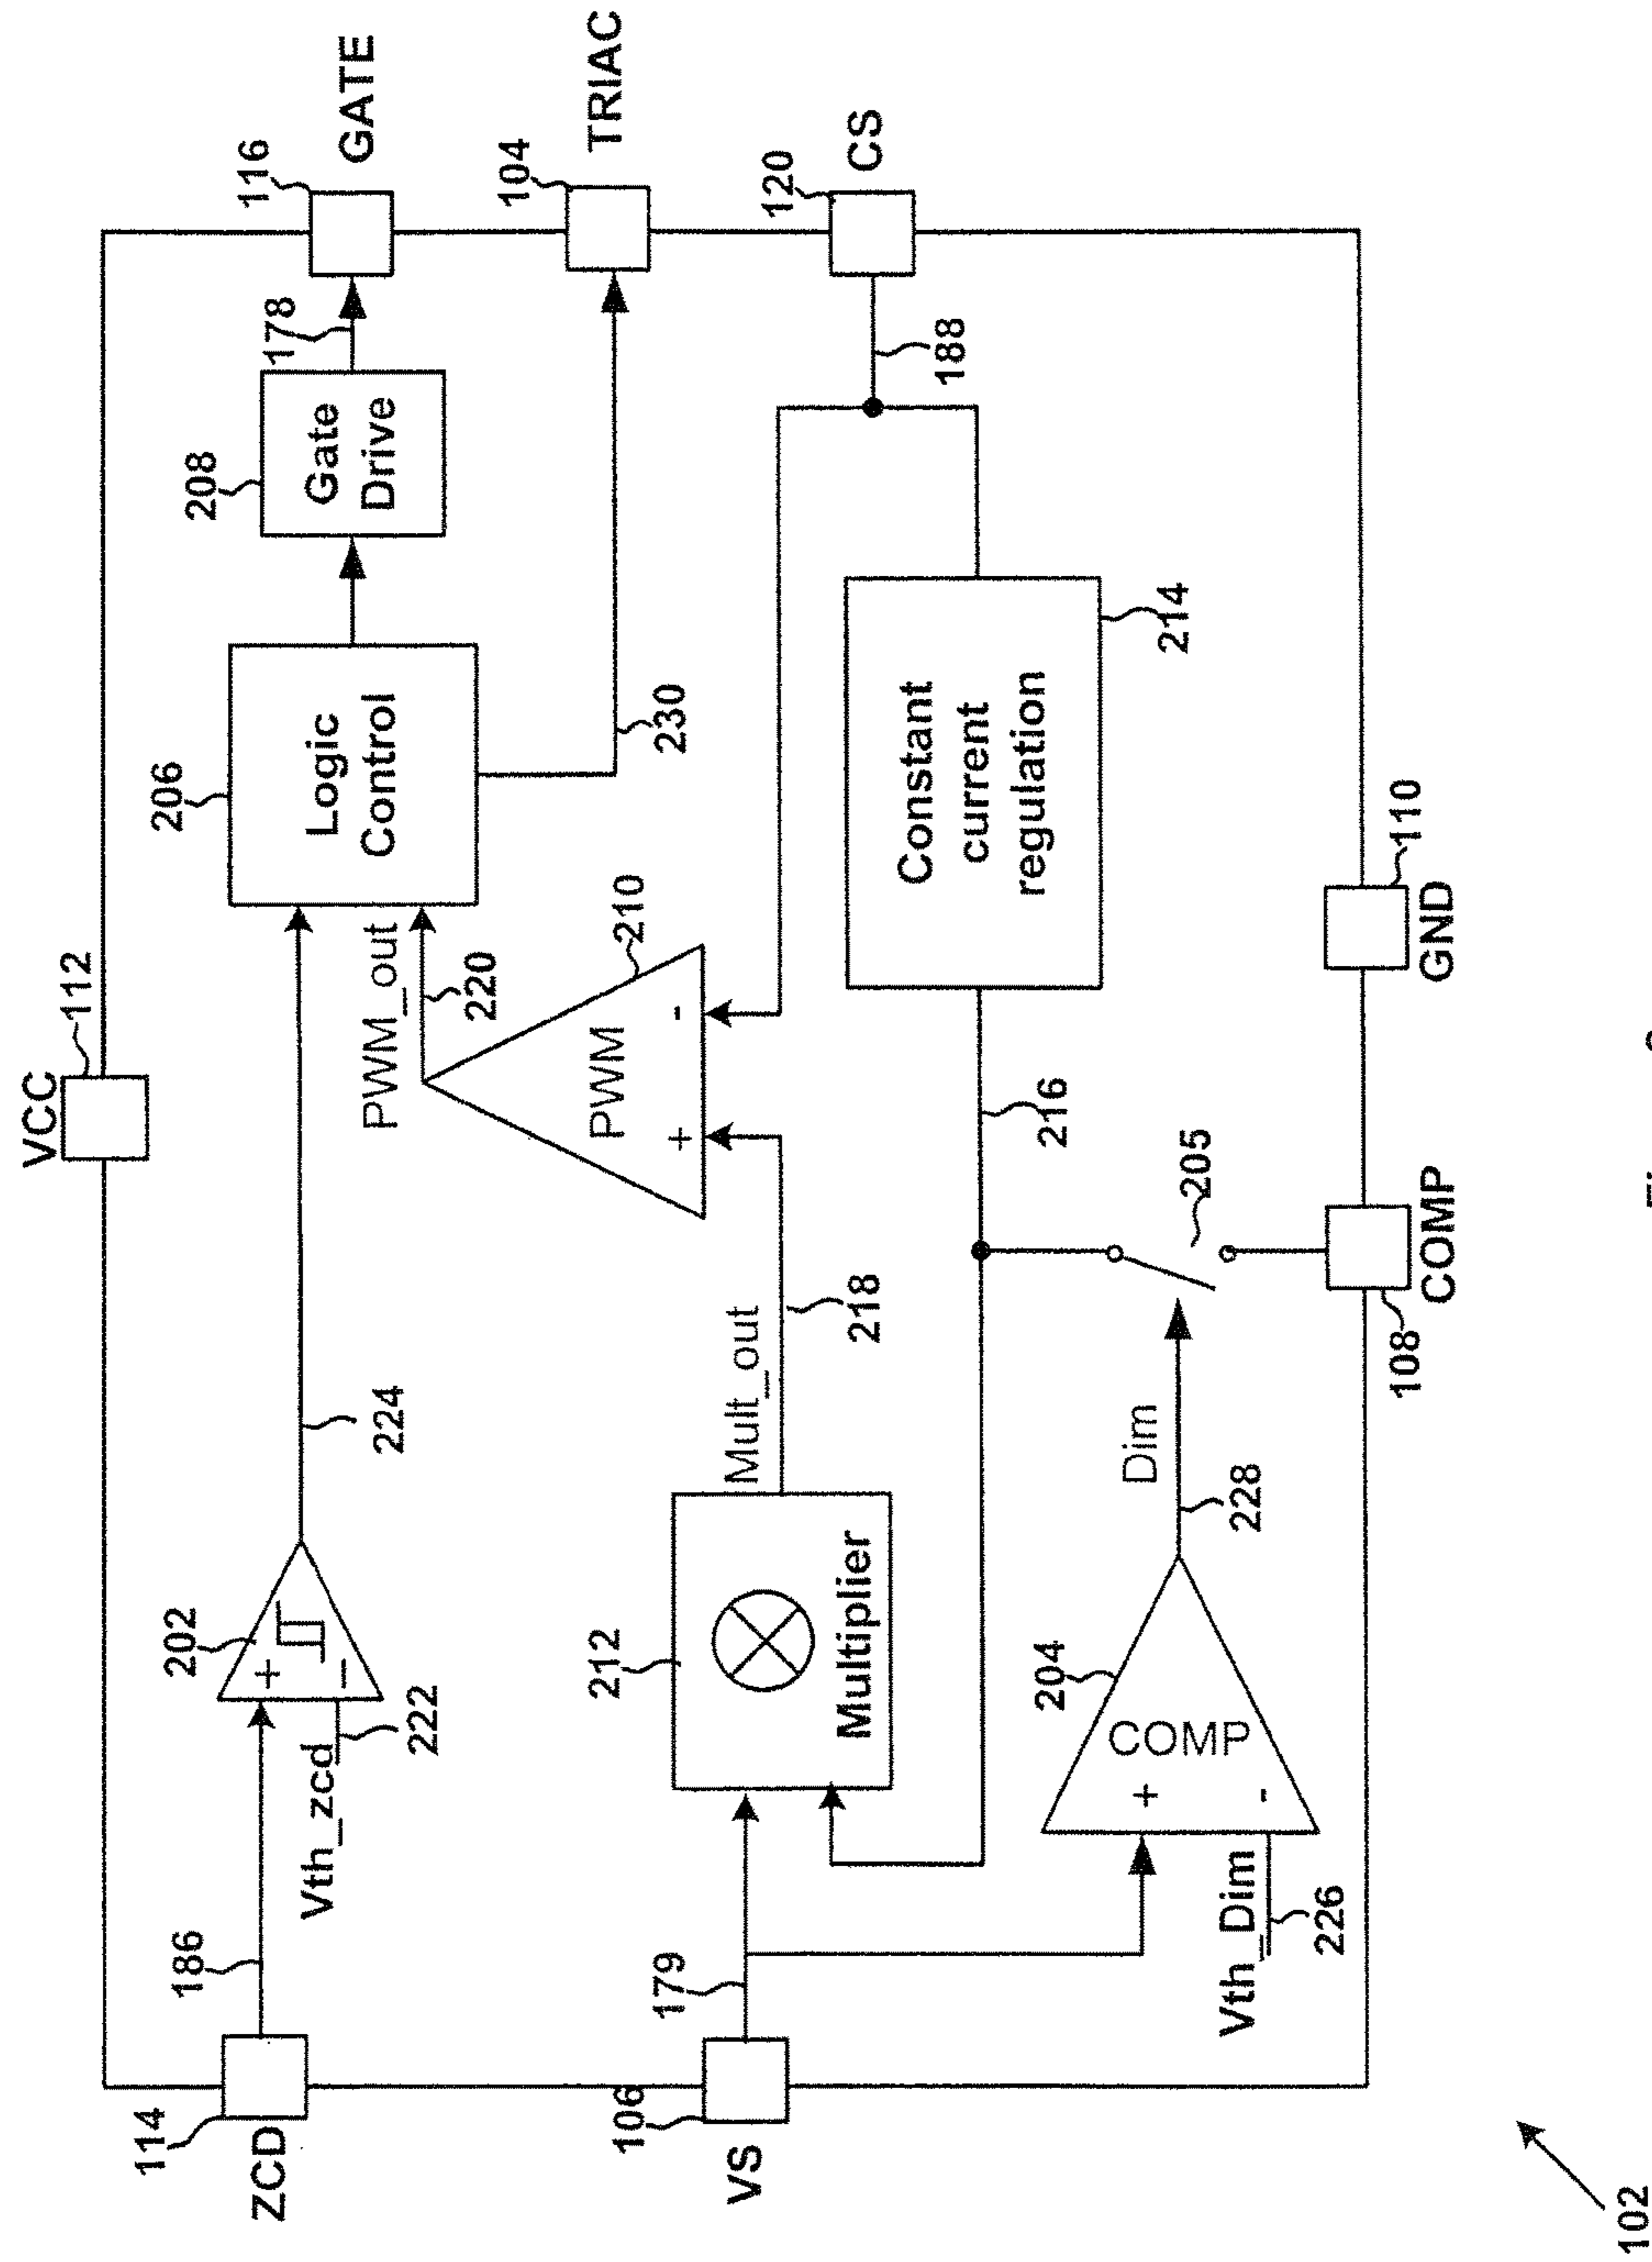 VCC
112
114
ZCD
186
Vth_zcd
222
202
224
206
Logic
Control
208
Gate
Drive
178
116
GATE
PWM_out
220
210
PWM
+
-
230
104
TRIAC
106
VS
179
212
Multiplier
Mult_out
218
188
120
CS
Constant
current
regulation
214
216
204
COMP
+
-
Vth_Dim
226
Dim
228
205
108
COMP
110
GND
102